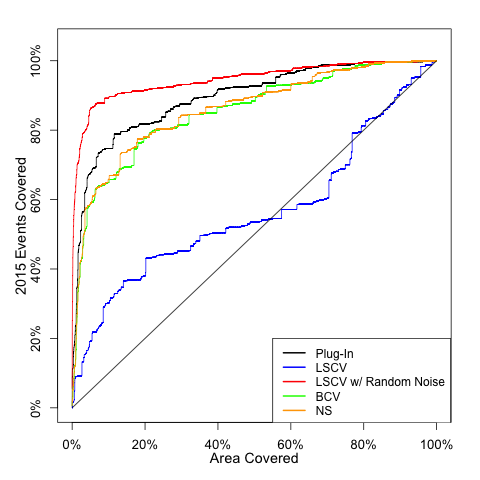 100%
80%
60%
40%
20%
0%
2015 Events Covered
0%
20%
40%
60%
80%
100%
Area Covered
Plug-In
LSCV
LSCV w/ Random Noise
BCV
NS